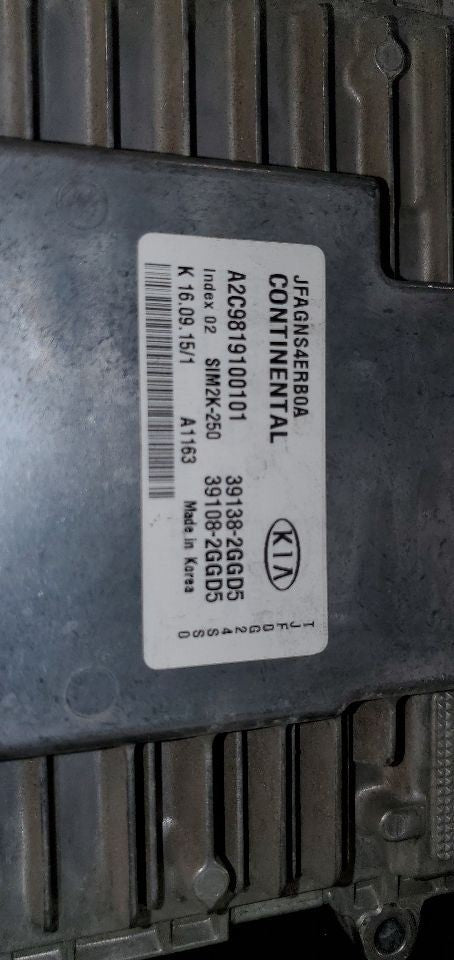 JFAGNS4ERB0A
CONTINENTAL
KIA
A2C9819100101 39138-2GGD5
Index 02 SIM2K-250 39108-2GGD5
K 16.09.15/1 A1163 Made in Korea